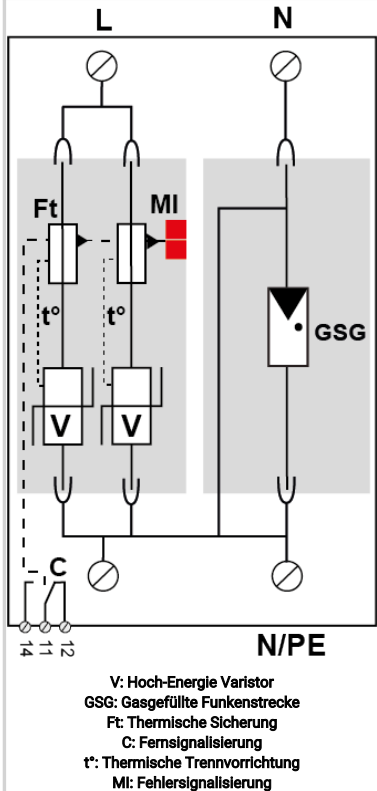 L N
Ft MI
t° t°
GSG
V V
C
14 11 12
N/PE
V: Hoch-Energie Varistor
GSG: Gasgefüllte Funkenstrecke
Ft: Thermische Sicherung
C: Fernsignalisierung
t°: Thermische Trennvorrichtung
MI: Fehlersignalisierung